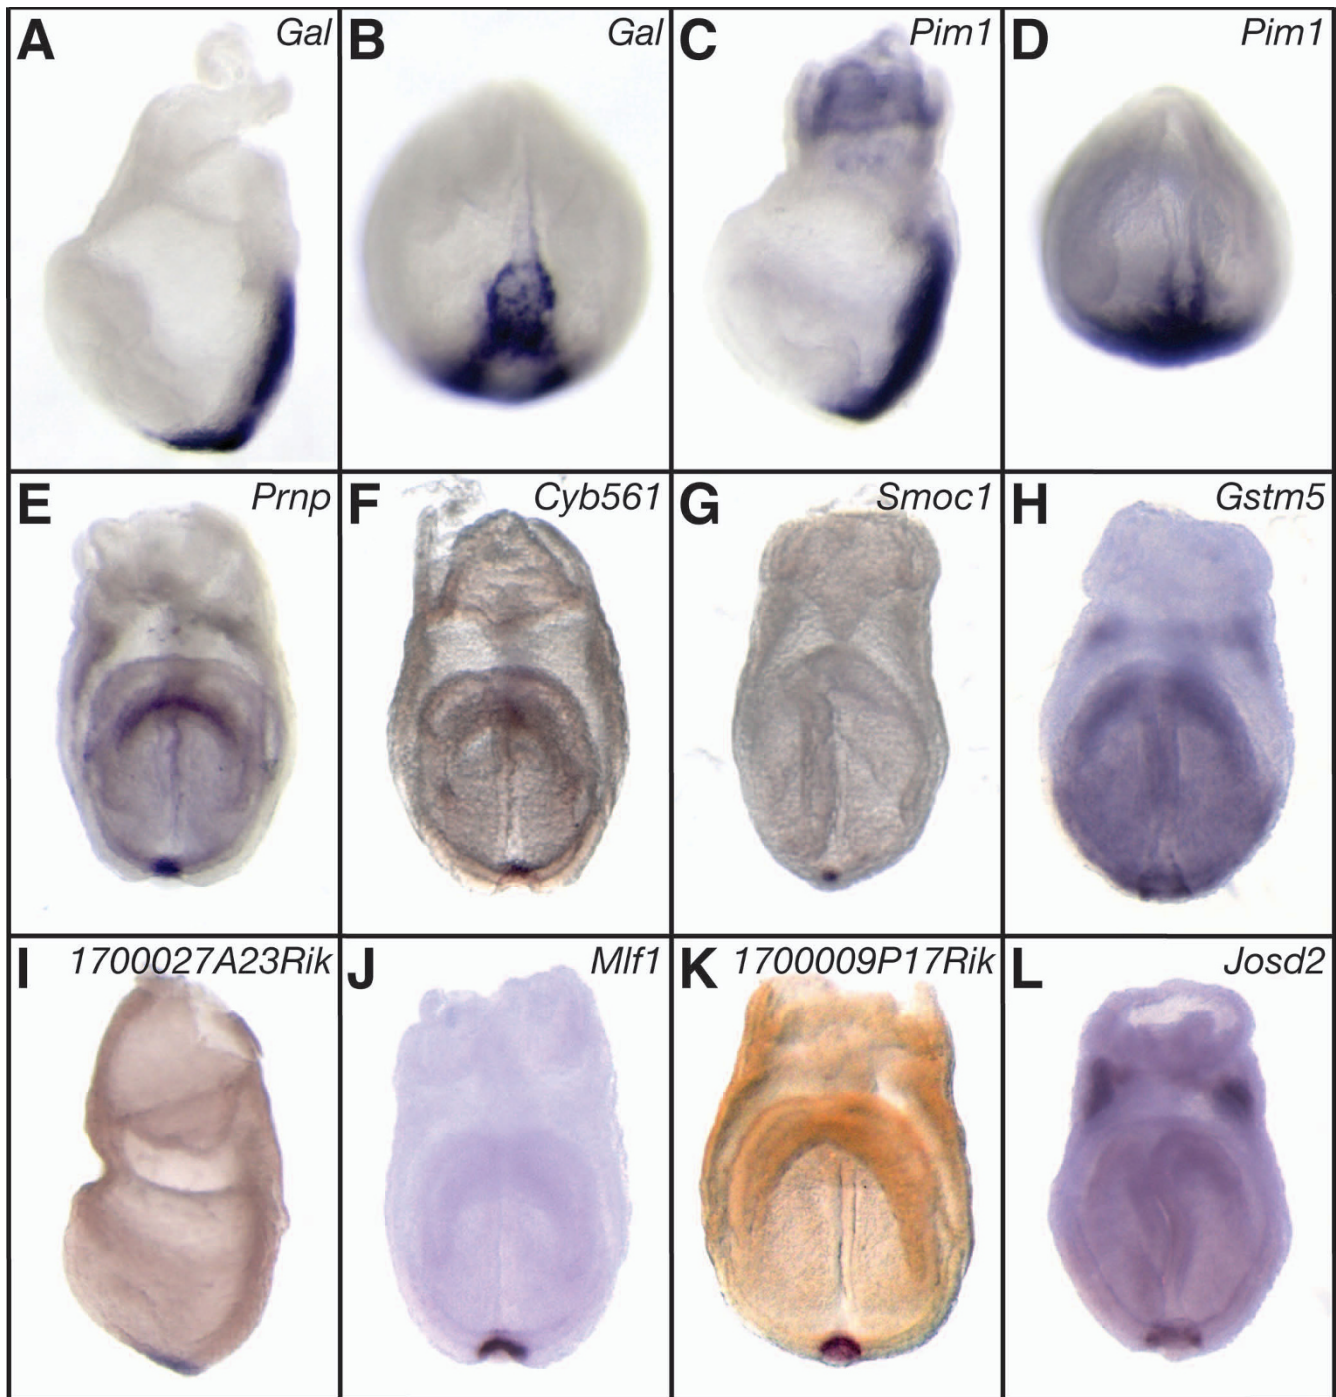 A Gal
B Gal
C Pim1
D Pim1
E Prnp
F Cyb561
G Smoc1
H Gstm5
I 1700027A23Rik
J Mlf1
K 1700009P17Rik
L Josd2